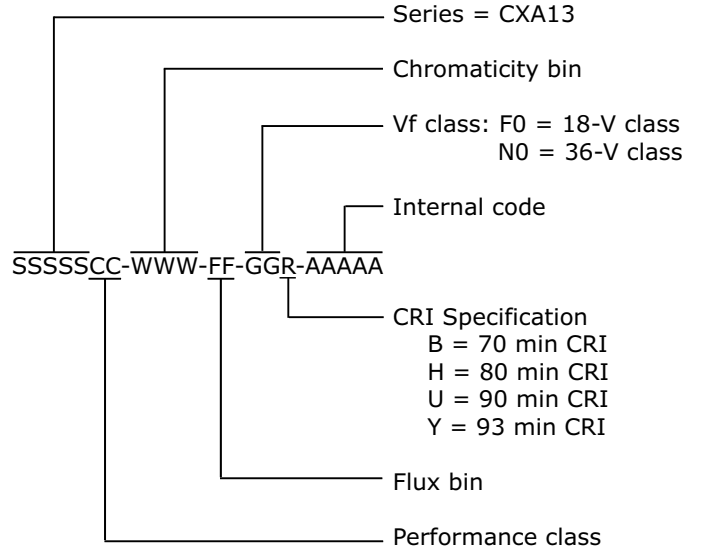 Series = CXA13
Chromaticity bin
Vf class: F0 = 18-V class
N0 = 36-V class
Internal code
SSSSSCC-WWW-FF-GGR-AAAAA
CRI Specification
B = 70 min CRI
H = 80 min CRI
U = 90 min CRI
Y = 93 min CRI
Flux bin
Performance class